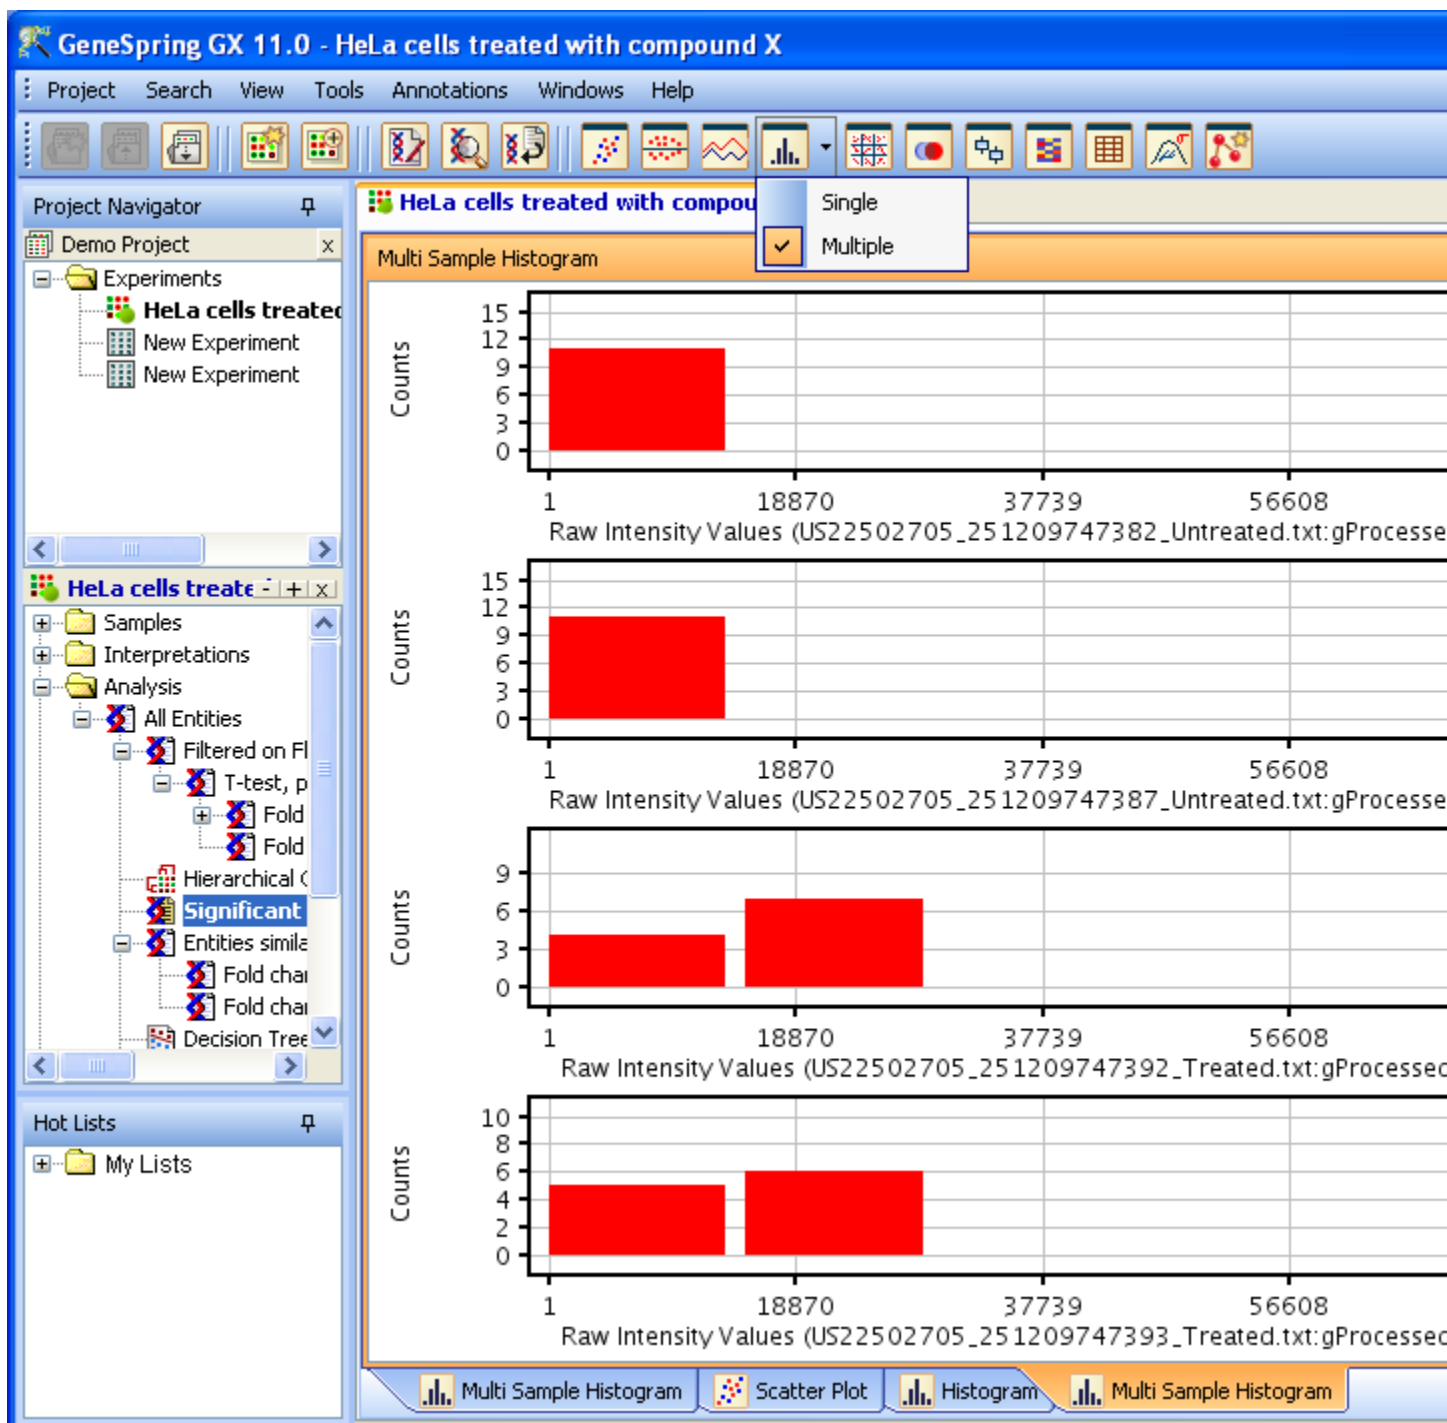 GeneSpring GX 11.0 - HeLa cells treated with compound X
Project Search View Tools Annotations Windows Help
Project Navigator
Demo Project x
Experiments
HeLa cells treated
New Experiment
New Experiment
HeLa cells treate - + x
Samples
Interpretations
Analysis
All Entities
Filtered on Fl
T-test, p
Fold
Fold
Hierarchical C
Significant
Entities simila
Fold chan
Fold chan
Decision Tree
Hot Lists
My Lists
HeLa cells treated with compou
Single
Multiple
Multi Sample Histogram
15
12
9
6
3
0
Counts
1 18870 37739 56608
Raw Intensity Values (US22502705_251209747382_Untreated.txt:gProcesse
15
12
9
6
3
0
Counts
1 18870 37739 56608
Raw Intensity Values (US22502705_251209747387_Untreated.txt:gProcesse
9
6
3
0
Counts
1 18870 37739 56608
Raw Intensity Values (US22502705_251209747392_Treated.txt:gProcessed
10
8
6
4
2
0
Counts
1 18870 37739 56608
Raw Intensity Values (US22502705_251209747393_Treated.txt:gProcessed
Multi Sample Histogram Scatter Plot Histogram Multi Sample Histogram